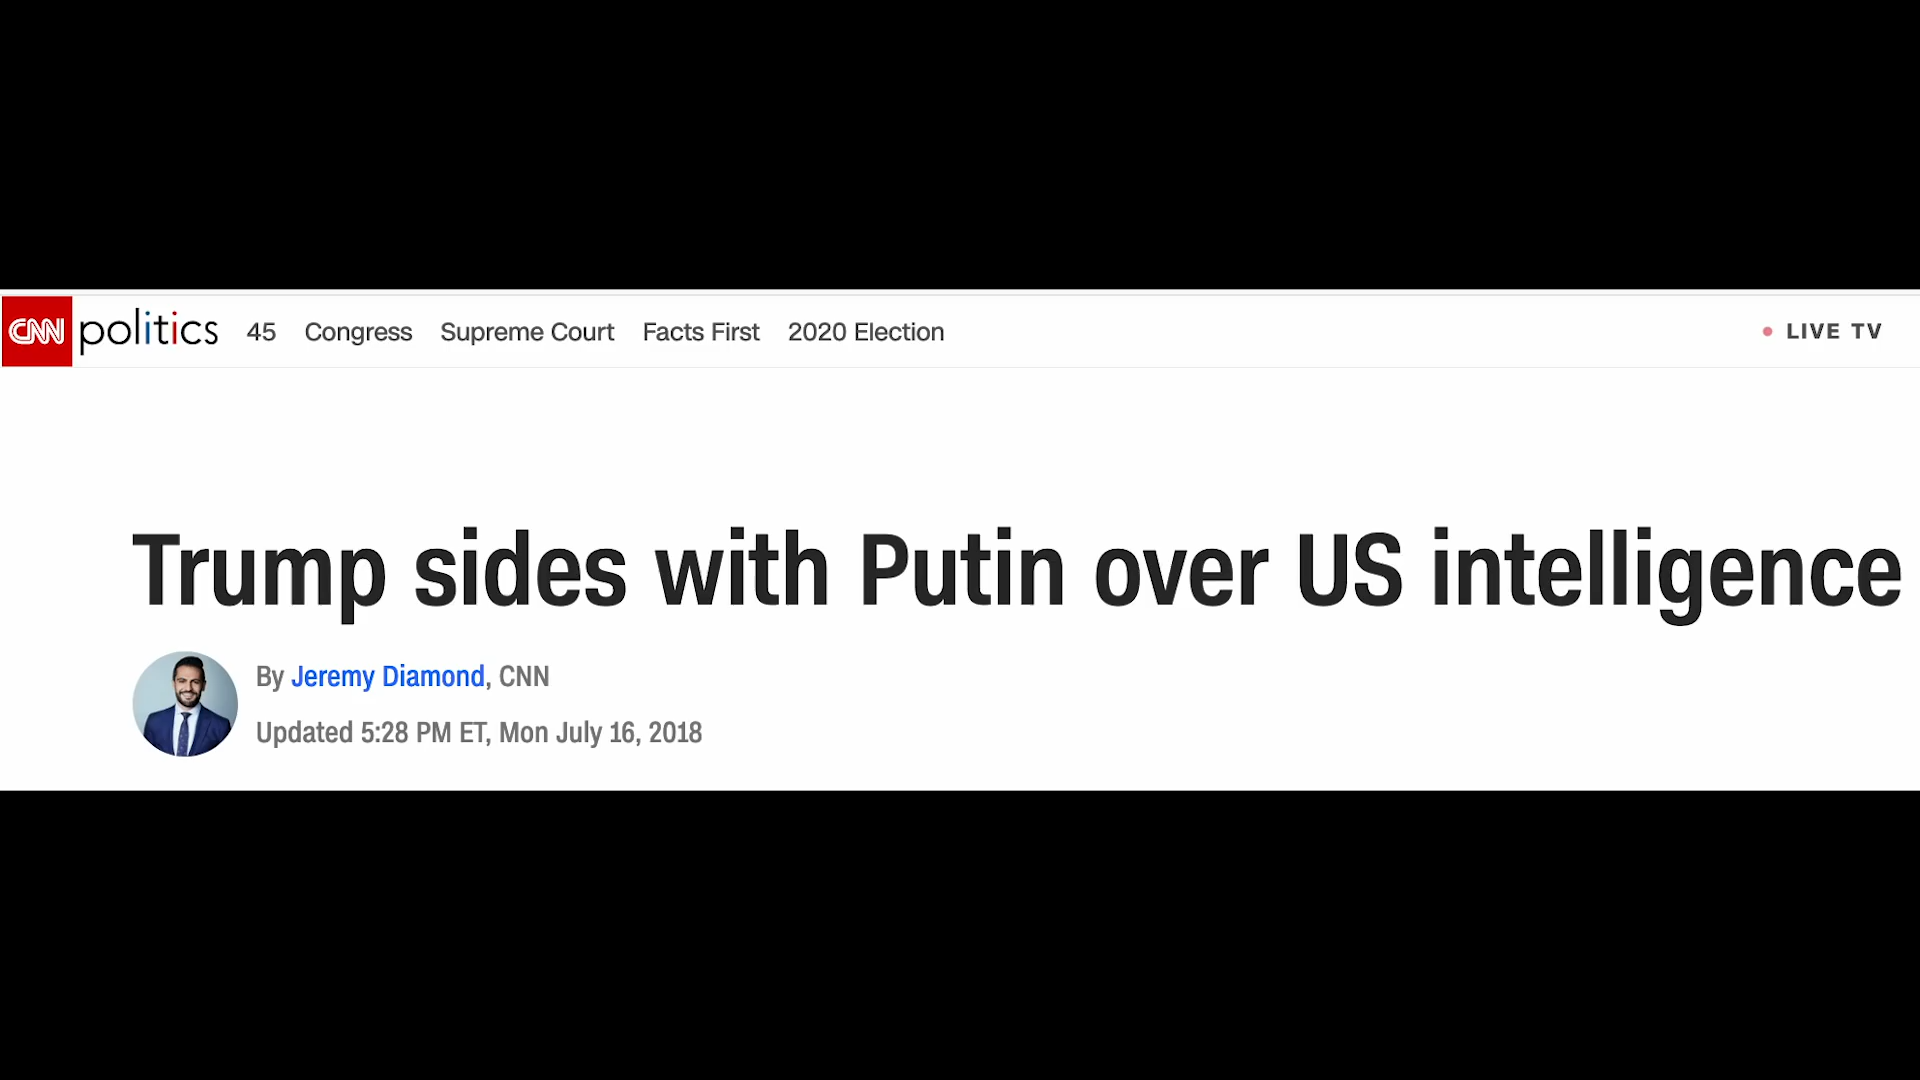 CNN politics 45 Congress Supreme Court Facts First 2020 Election LIVE TV
Trump sides with Putin over US intelligence
By Jeremy Diamond, CNN
Updated 5:28 PM ET, Mon July 16, 2018